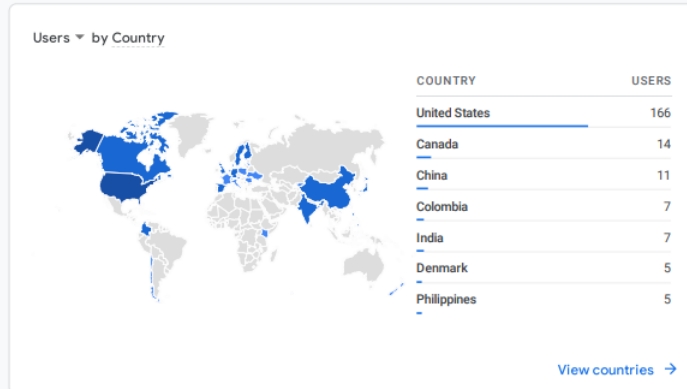 Users by Country
COUNTRY USERS
United States 166
Canada 14
China 11
Colombia 7
India 7
Denmark 5
Philippines 5
View countries